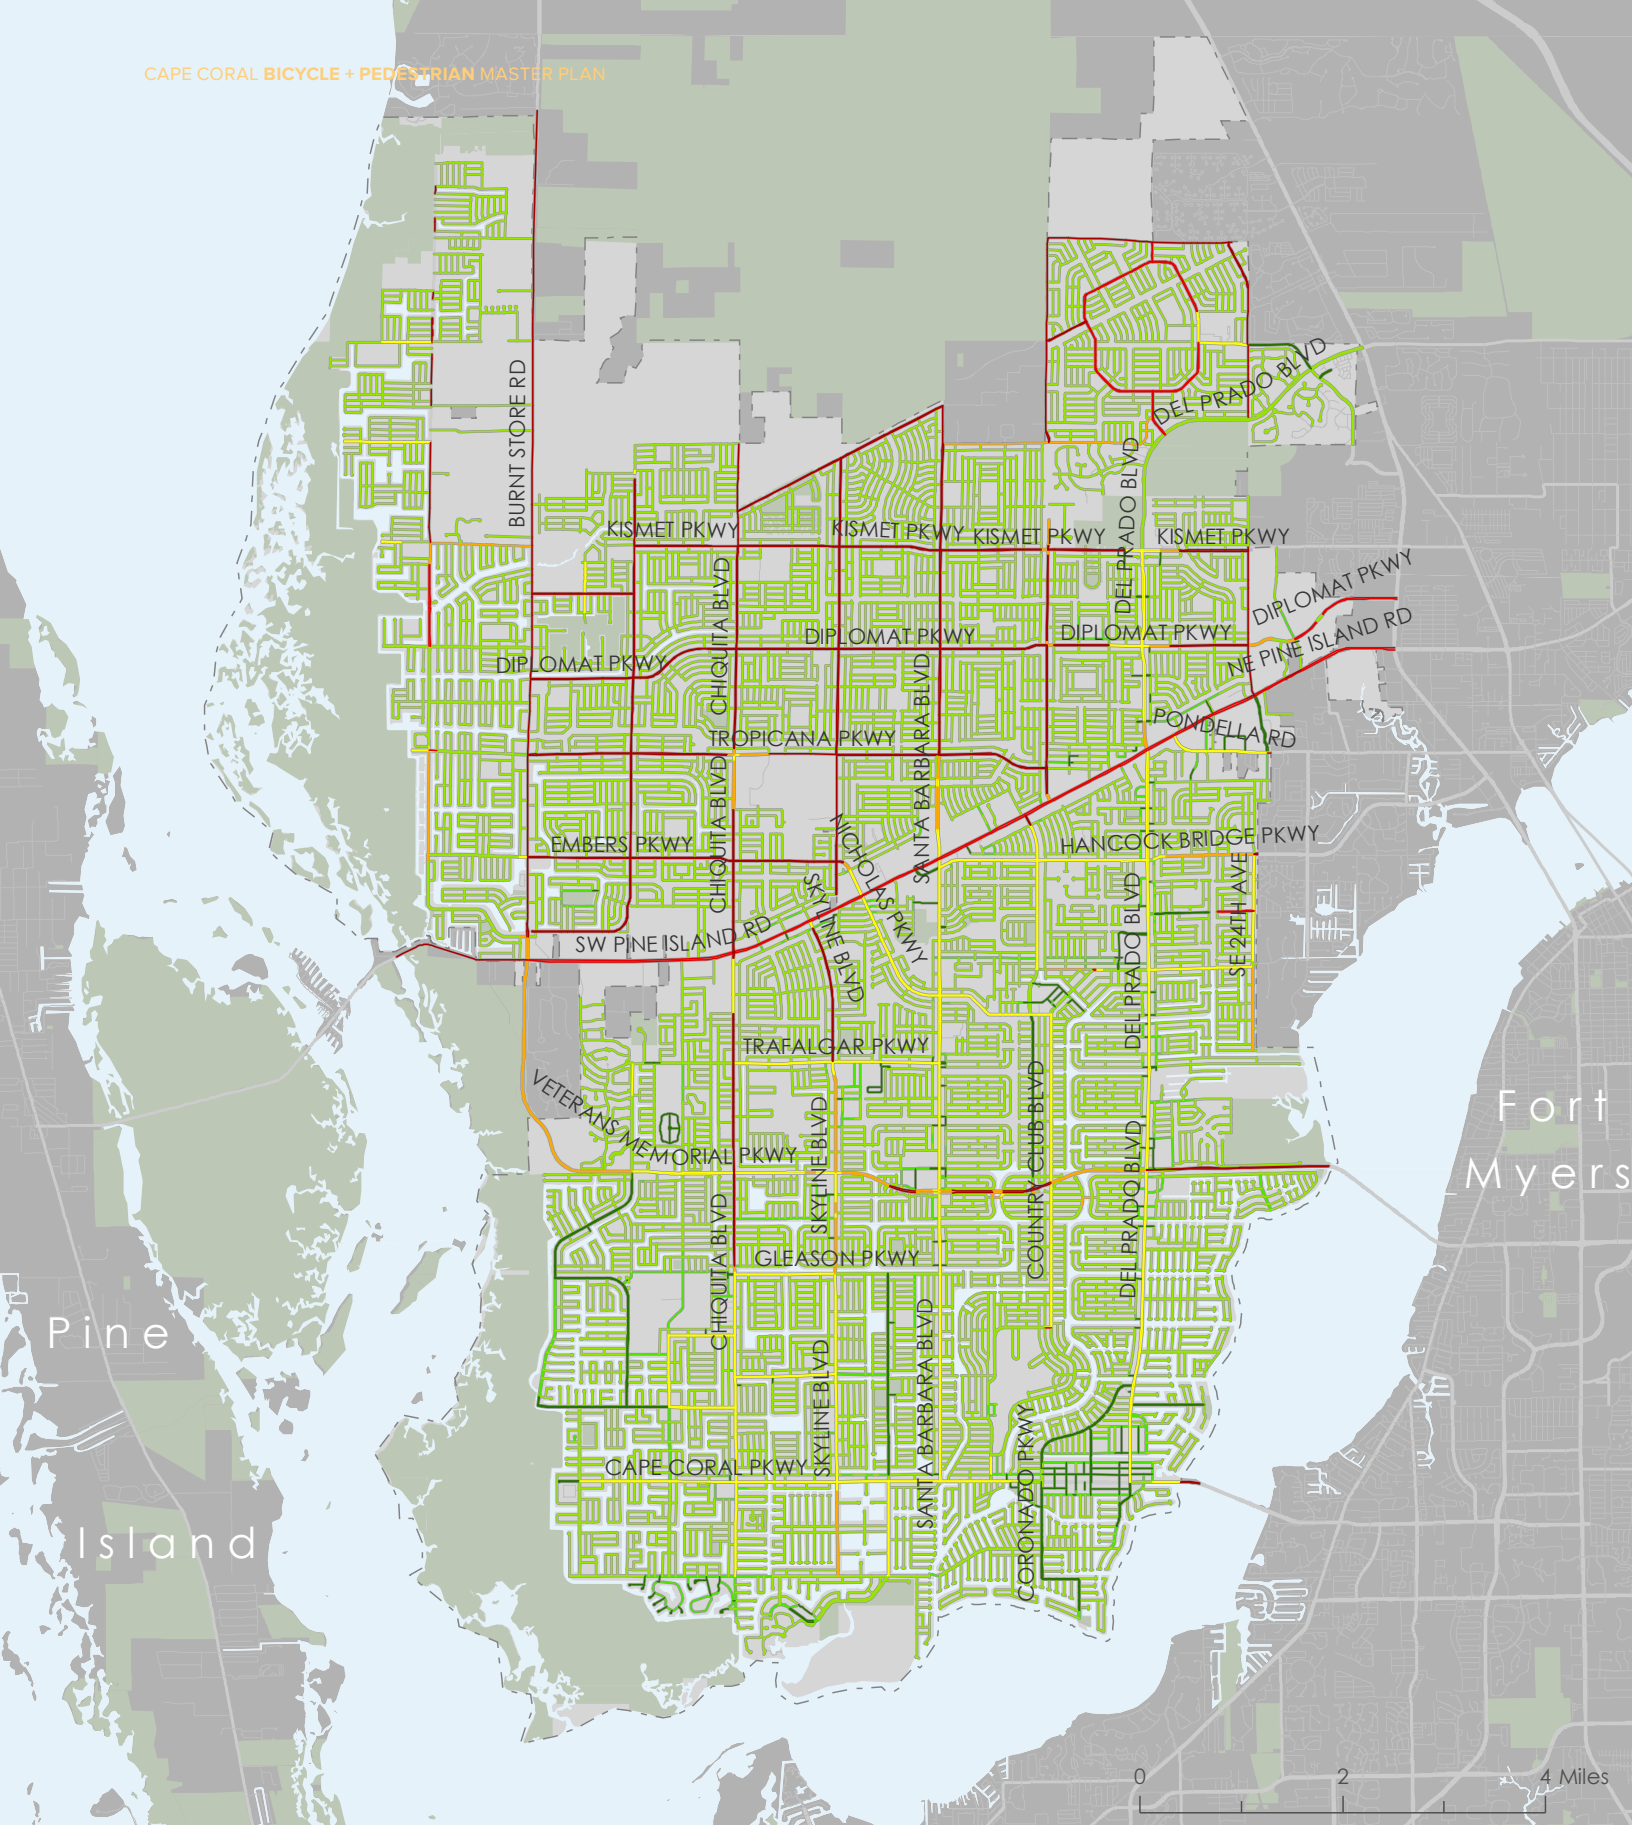 CAPE CORAL BICYCLE + PEDESTRIAN MASTER PLAN
DEL PRADO BLVD
BURNT STORE RD
DEL PRADO BLVD
KISMET PKWY
KISMET PKWY
KISMET PKWY
KISMET PKWY
CHIQUITA BLVD
DIPLOMAT PKWY
DIPLOMAT PKWY
DIPLOMAT PKWY
DIPLOMAT PKWY
NE PINE ISLAND RD
SANTA BARBARA BLVD
TROPICANA PKWY
PONDELLA RD
CHIQUITA BLVD
EMBERS PKWY
NICHOLAS PKWY
HANCOCK BRIDGE PKWY
SKYLINE BLVD
SE 24TH AVE
DEL PRADO BLVD
SW PINE ISLAND RD
TRAFALGAR PKWY
VETERANS MEMORIAL PKWY
SKYLINE BLVD
COUNTRY CLUB BLVD
DEL PRADO BLVD
Fort
Myers
CHIQUITA BLVD
GLEASON PKWY
Pine
SKYLINE BLVD
SANTA BARBARA BLVD
CORONADO PKWY
CAPE CORAL PKWY
Island
0 2 4 Miles